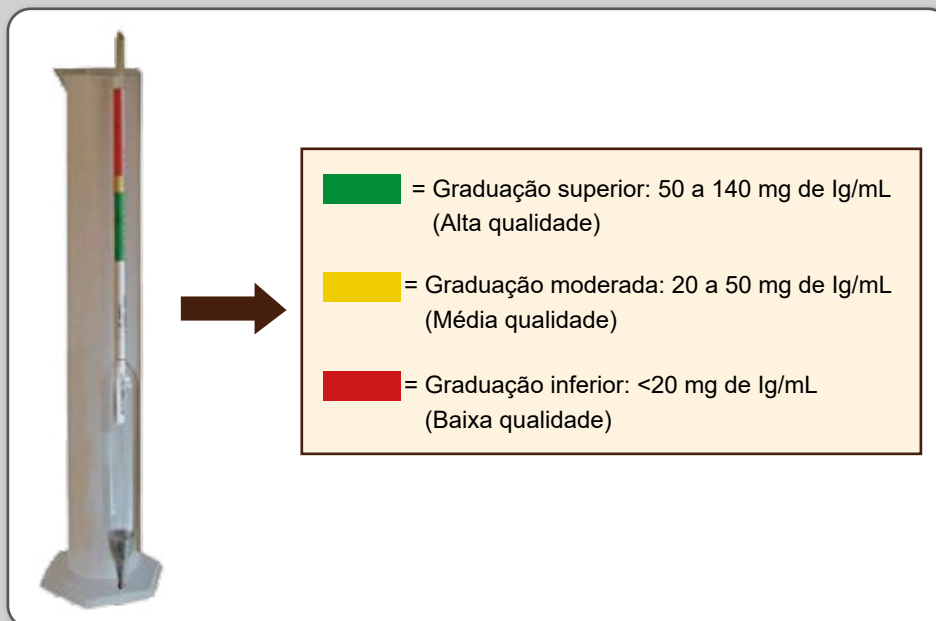 = Graduação superior: 50 a 140 mg de Ig/mL
(Alta qualidade)
= Graduação moderada: 20 a 50 mg de Ig/mL
(Média qualidade)
= Graduação inferior: <20 mg de Ig/mL
(Baixa qualidade)